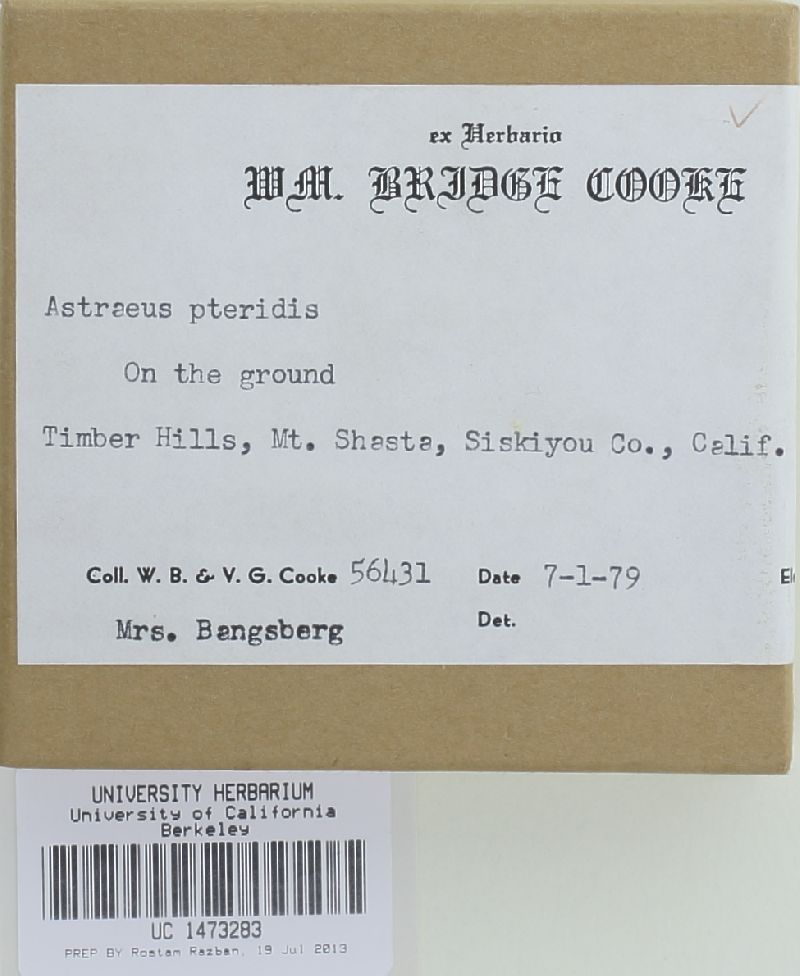 ex Herbario
WM. BRIDGE COOKE
Astraeus pteridis
On the ground
Timber Hills, Mt. Shasta, Siskiyou Co., Calif.
Coll. W. B. & V. G. Cooke 56431 Date 7-1-79
Mrs. Bangsberg Det.
UNIVERSITY HERBARIUM
University of California
Berkeley
UC 1473283
PREP BY Rostam Razban, 19 Jul 2013